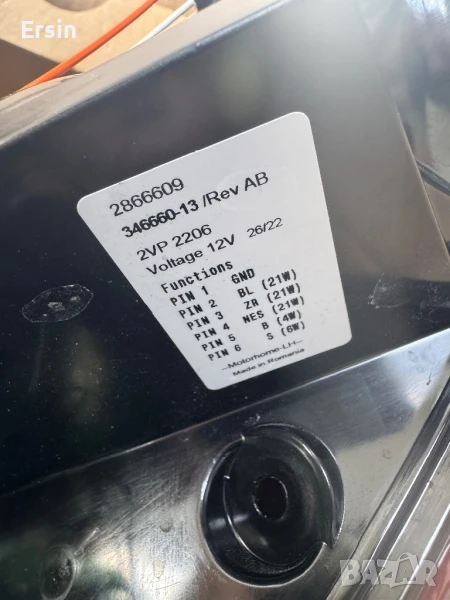 Ersin
2866609
346660-13 /Rev AB
2VP 2206
Voltage 12V 26/22
Functions
PIN 1 GND
PIN 2 BL (21W)
PIN 3 ZR (21W)
PIN 4 NES (21W)
PIN 5 B (4W)
PIN 6 S (6W)
--Motorhome-LH--
Made in Romania
BAZAR